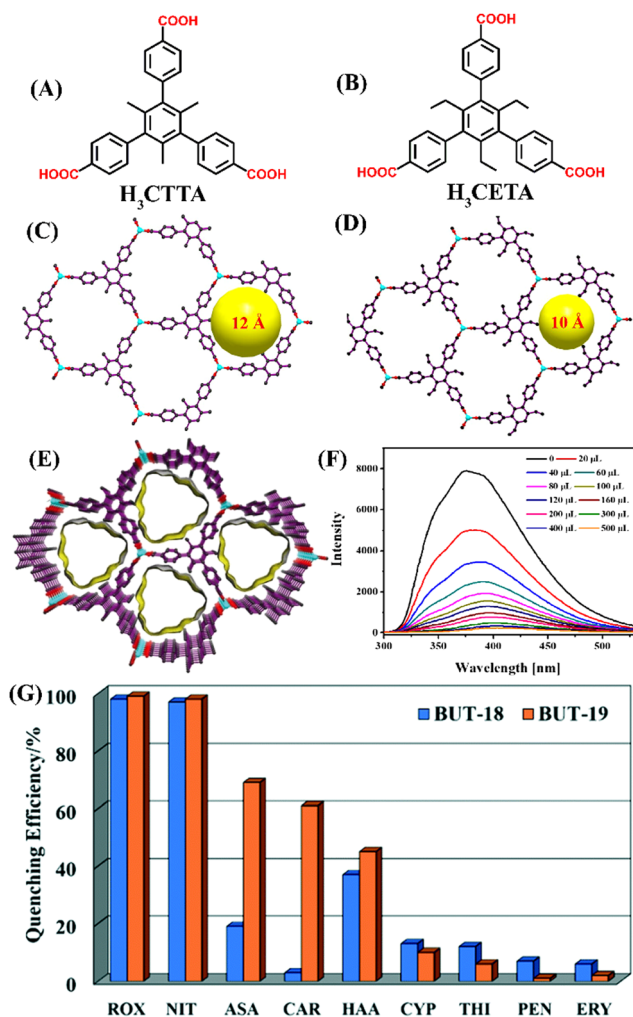 COOH COOH
(A) (B)
HOOC COOH HOOC COOH
H₃CTTA H₃CETA
(C) (D)
12 Å 10 Å
(E) (F)
0 20 µL
40 µL 60 µL
80 µL 100 µL
120 µL 160 µL
200 µL 300 µL
400 µL 500 µL
8000
6000
4000
2000
0
Intensity
300 350 400 450 500
Wavelength [nm]
(G)
BUT-18 BUT-19
100
80
60
40
20
0
Quenching Efficiency/%
ROX NIT ASA CAR HAA CYP THI PEN ERY